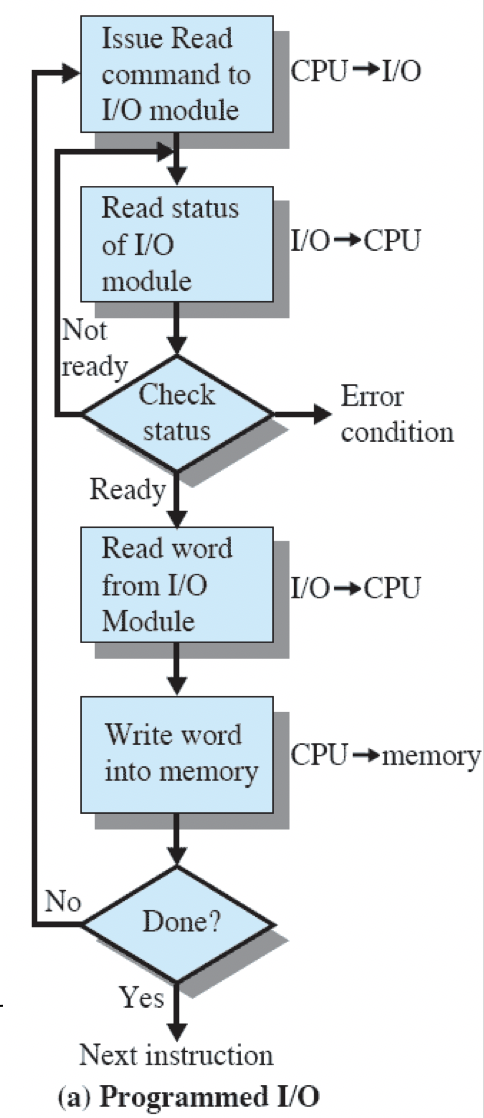 Issue Read
command to
I/O module
CPU→I/O
Read status
of I/O
module
I/O→CPU
Not
ready
Check
status
Error
condition
Ready
Read word
from I/O
Module
I/O→CPU
Write word
into memory
CPU→memory
No
Done?
Yes
Next instruction
(a) Programmed I/O